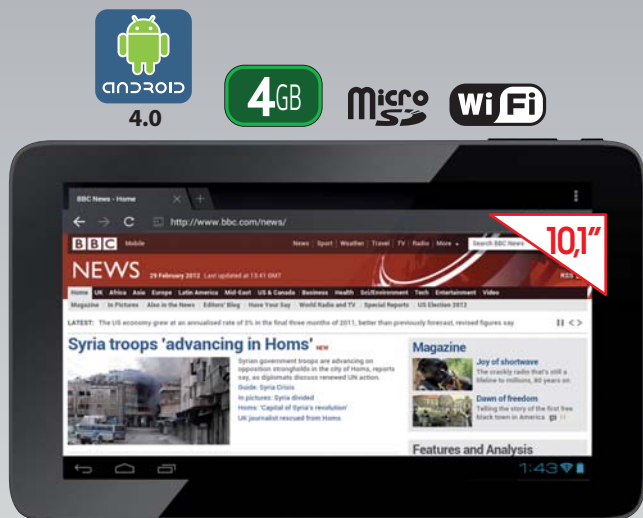 ANDROID
4.0
4GB
Micro
SD
Wi Fi
10,1"
BBC News - Home
http://www.bbc.com/news/
BBC Mobile News Sport Weather Travel TV Radio More Search BBC News
NEWS 29 February 2012 Last updated at 13:41 GMT RSS
Home UK Africa Asia Europe Latin America Mid-East US & Canada Business Health Sci/Environment Tech Entertainment Video
Magazine In Pictures Also in the News Editors' Blog Have Your Say World Radio and TV Special Reports US Election 2012
LATEST: The US economy grew at an annualised rate of 3% in the final three months of 2011, better than previously forecast, revised figures say
Syria troops 'advancing in Homs' NEW
Syrian government troops are advancing on
opposition strongholds in the city of Homs, reports
say, as diplomats discuss renewed UN action.
Guide: Syria Crisis
In pictures: Syria divided
Homs: 'Capital of Syria's revolution'
UK journalist rescued from Homs
Magazine
Joy of shortwave
The crackly radio that's still a
lifeline to millions, 80 years on
Dawn of freedom
Telling the story of the first free
black town in America
Features and Analysis
1:43